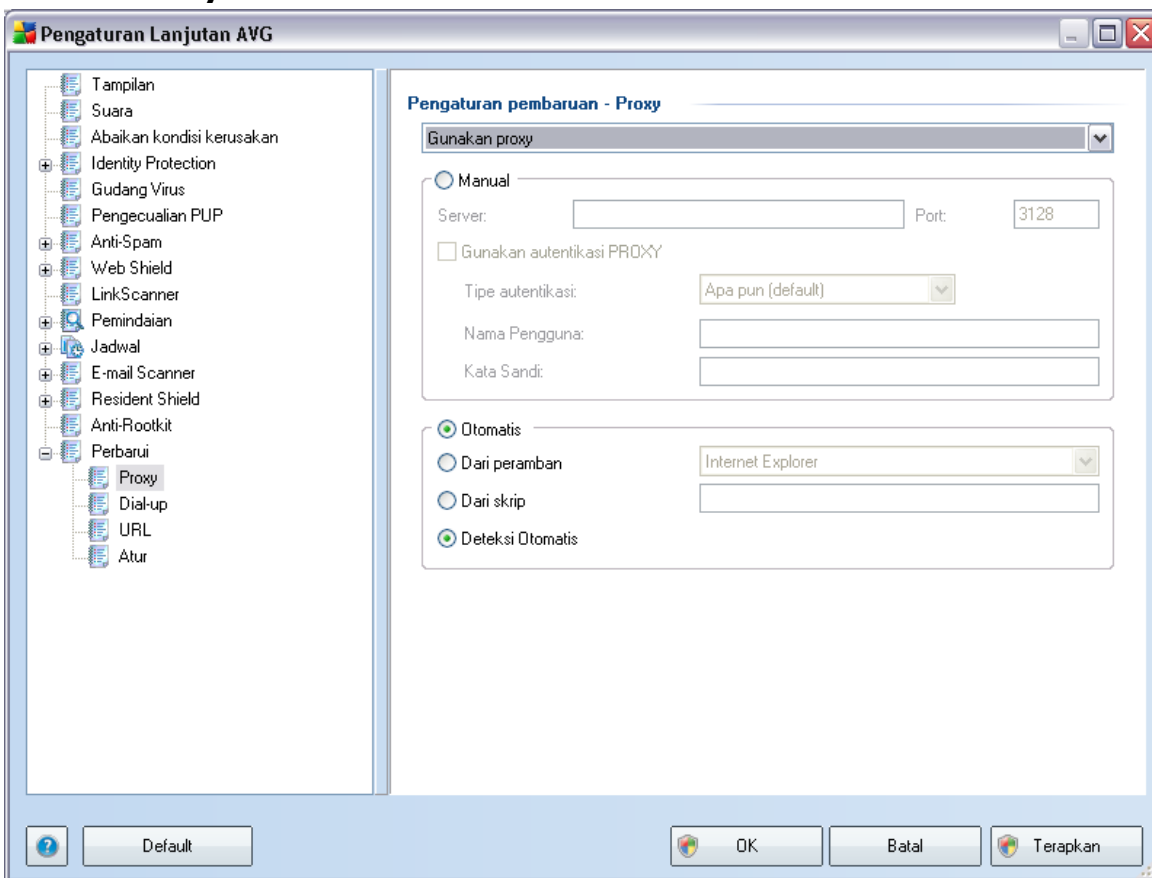 Pengaturan Lanjutan AVG
Tampilan
Suara
Abaikan kondisi kerusakan
Identity Protection
Gudang Virus
Pengecualian PUP
Anti-Spam
Web Shield
LinkScanner
Pemindaian
Jadwal
E-mail Scanner
Resident Shield
Anti-Rootkit
Perbarui
Proxy
Dial-up
URL
Atur
Pengaturan pembaruan - Proxy
Gunakan proxy
Manual
Server: Port: 3128
Gunakan autentikasi PROXY
Tipe autentikasi: Apa pun (default)
Nama Pengguna:
Kata Sandi:
Otomatis
Dari peramban Internet Explorer
Dari skrip
Deteksi Otomatis
Default OK Batal Terapkan